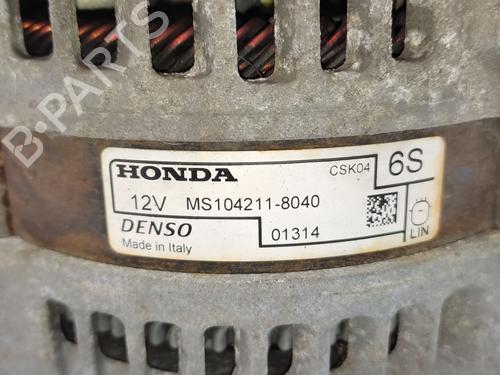 B-PARTS
HONDA
CSK04
6S
12V MS104211-8040
DENSO
01314
Made in Italy
LIN